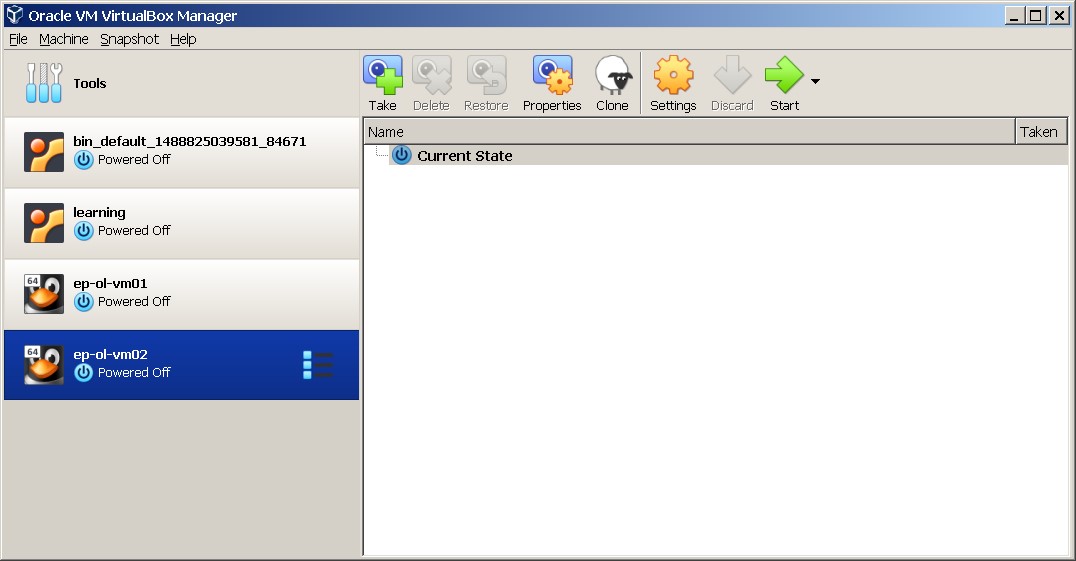 Oracle VM VirtualBox Manager
File Machine Snapshot Help
Tools
Take Delete Restore Properties Clone Settings Discard Start
bin_default_1488825039581_84671
Powered Off
learning
Powered Off
64
ep-ol-vm01
Powered Off
64
ep-ol-vm02
Powered Off
Name Taken
Current State